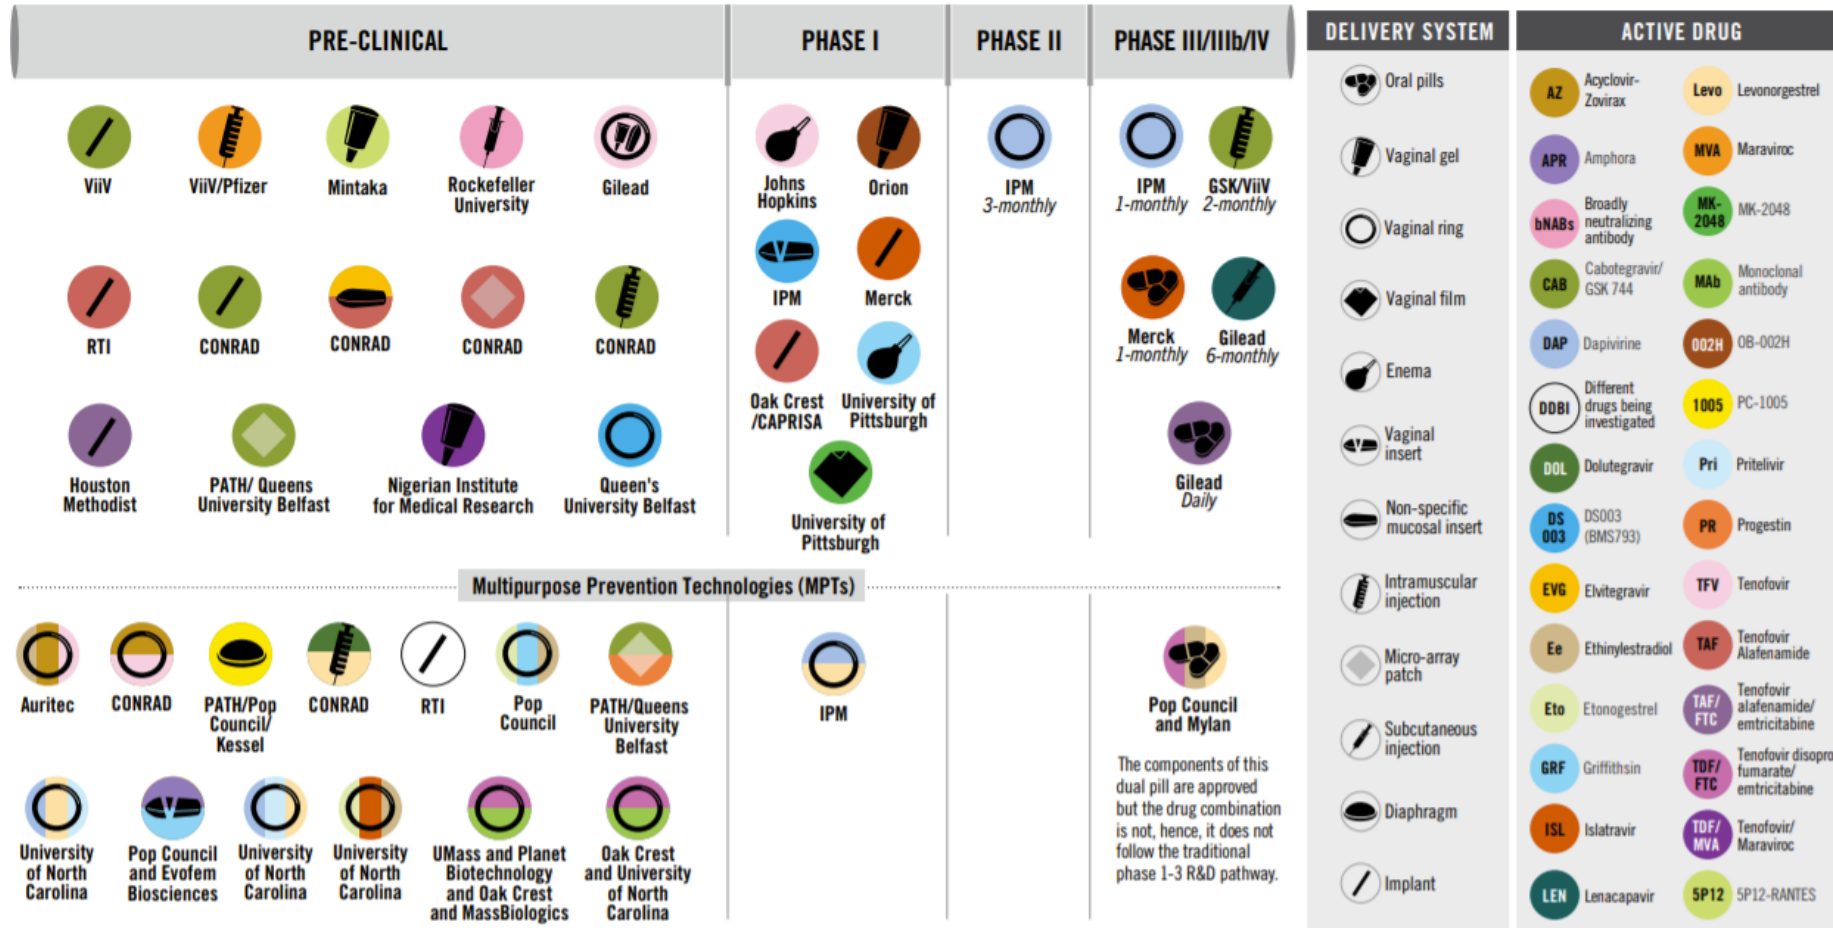 PRE-CLINICAL
PHASE I
PHASE II
PHASE III/IIIb/IV
ViiV
ViiV/Pfizer
Mintaka
Rockefeller
University
Gilead
Johns
Hopkins
Orion
IPM
3-monthly
IPM
1-monthly
GSK/ViiV
2-monthly
IPM
Merck
RTI
CONRAD
CONRAD
CONRAD
CONRAD
Merck
1-monthly
Gilead
6-monthly
Oak Crest
/CAPRISA
University of
Pittsburgh
Houston
Methodist
PATH/ Queens
University Belfast
Nigerian Institute
for Medical Research
Queen's
University Belfast
University of
Pittsburgh
Gilead
Daily
Multipurpose Prevention Technologies (MPTs)
Auritec
CONRAD
PATH/Pop
Council/
Kessel
CONRAD
RTI
Pop
Council
PATH/Queens
University
Belfast
IPM
Pop Council
and Mylan
The components of this
dual pill are approved
but the drug combination
is not, hence, it does not
follow the traditional
phase 1-3 R&D pathway.
University
of North
Carolina
Pop Council
and Evofem
Biosciences
University
of North
Carolina
University
of North
Carolina
UMass and Planet
Biotechnology
and Oak Crest
and MassBiologics
Oak Crest
and University
of North
Carolina
DELIVERY SYSTEM
Oral pills
Vaginal gel
Vaginal ring
Vaginal film
Enema
Vaginal
insert
Non-specific
mucosal insert
Intramuscular
injection
Micro-array
patch
Subcutaneous
injection
Diaphragm
Implant
ACTIVE DRUG
AZ
Acyclovir-
Zovirax
APR
Amphora
bNABs
Broadly
neutralizing
antibody
CAB
Cabotegravir/
GSK 744
DAP
Dapivirine
DDBI
Different
drugs being
investigated
DOL
Dolutegravir
DS
003
DS003
(BMS793)
EVG
Elvitegravir
Ee
Ethinylestradiol
Eto
Etonogestrel
GRF
Griffithsin
ISL
Islatravir
LEN
Lenacapavir
Levo
Levonorgestrel
MVA
Maraviroc
MK-
2048
MK-2048
MAb
Monoclonal
antibody
002H
OB-002H
1005
PC-1005
Pri
Pritelivir
PR
Progestin
TFV
Tenofovir
TAF
Tenofovir
Alafenamide
TAF/
FTC
Tenofovir
alafenamide/
emtricitabine
TDF/
FTC
Tenofovir disopro
fumarate/
emtricitabine
TDF/
MVA
Tenofovir/
Maraviroc
5P12
5P12-RANTES